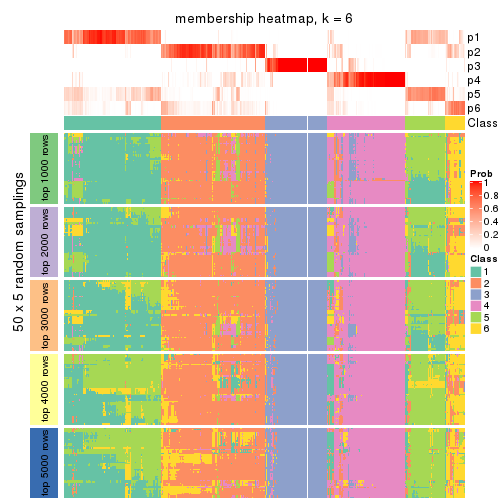 membership heatmap, k = 6
p1
p2
p3
p4
p5
p6
Class
50 x 5 random samplings
top 1000 rows
top 2000 rows
top 3000 rows
top 4000 rows
top 5000 rows
Prob
1
0.8
0.6
0.4
0.2
0
Class
1
2
3
4
5
6